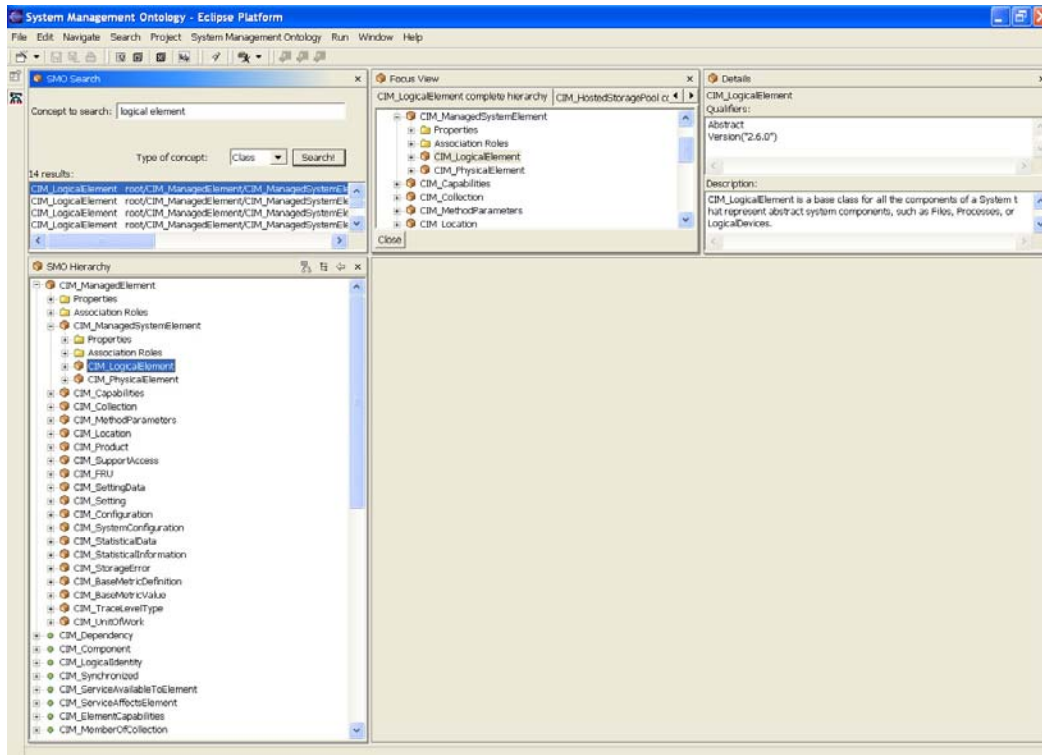 System Management Ontology - Eclipse Platform
File Edit Navigate Search Project System Management Ontology Run Window Help
SMO Search
Concept to search: logical element
Type of concept: Class Search!
14 results:
CIM_LogicalElement root/CIM_ManagedElement/CIM_ManagedSystemEle
CIM_LogicalElement root/CIM_ManagedElement/CIM_ManagedSystemEle
CIM_LogicalElement root/CIM_ManagedElement/CIM_ManagedSystemEle
CIM_LogicalElement root/CIM_ManagedElement/CIM_ManagedSystemEle
Focus View
CIM_LogicalElement complete hierarchy CIM_HostedStoragePool cc
CIM_ManagedSystemElement
Properties
Association Roles
CIM_LogicalElement
CIM_PhysicalElement
CIM_Capabilities
CIM_Collection
CIM_MethodParameters
CIM_Location
Close
Details
CIM_LogicalElement
Qualifiers:
Abstract
Version("2.6.0")
Description:
CIM_LogicalElement is a base class for all the components of a System t
hat represent abstract system components, such as Files, Processes, or
LogicalDevices.
SMO Hierarchy
CIM_ManagedElement
Properties
Association Roles
CIM_ManagedSystemElement
Properties
Association Roles
CIM_LogicalElement
CIM_PhysicalElement
CIM_Capabilities
CIM_Collection
CIM_MethodParameters
CIM_Location
CIM_Product
CIM_SupportAccess
CIM_FRU
CIM_SettingData
CIM_Setting
CIM_Configuration
CIM_SystemConfiguration
CIM_StatisticalData
CIM_StatisticalInformation
CIM_StorageError
CIM_BaseMetricDefinition
CIM_BaseMetricValue
CIM_TraceLevelType
CIM_UnitOfWork
CIM_Dependency
CIM_Component
CIM_LogicalIdentity
CIM_Synchronized
CIM_ServiceAvailableToElement
CIM_ServiceAffectsElement
CIM_ElementCapabilities
CIM_MemberOfCollection